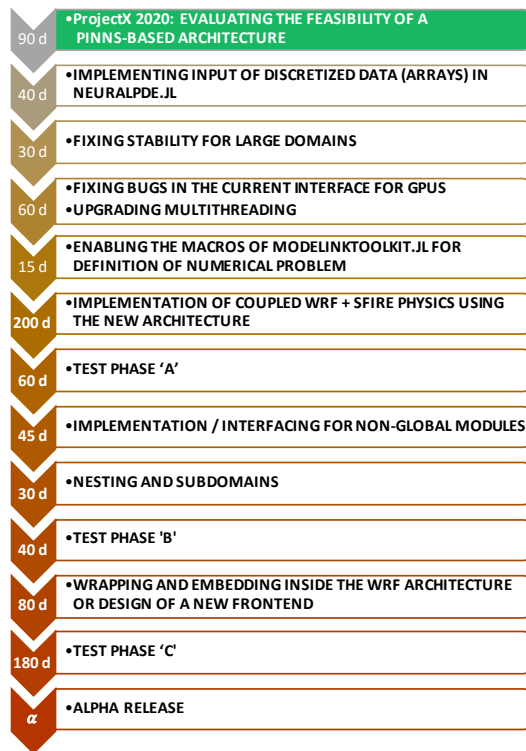 90 d
•ProjectX 2020: EVALUATING THE FEASIBILITY OF A
PINNS-BASED ARCHITECTURE
40 d
•IMPLEMENTING INPUT OF DISCRETIZED DATA (ARRAYS) IN
NEURALPDE.JL
30 d
•FIXING STABILITY FOR LARGE DOMAINS
60 d
•FIXING BUGS IN THE CURRENT INTERFACE FOR GPUS
•UPGRADING MULTITHREADING
15 d
•ENABLING THE MACROS OF MODELINKTOOLKIT.JL FOR
DEFINITION OF NUMERICAL PROBLEM
200 d
•IMPLEMENTATION OF COUPLED WRF + SFIRE PHYSICS USING
THE NEW ARCHITECTURE
60 d
•TEST PHASE ‘A’
45 d
•IMPLEMENTATION / INTERFACING FOR NON-GLOBAL MODULES
30 d
•NESTING AND SUBDOMAINS
40 d
•TEST PHASE 'B'
80 d
•WRAPPING AND EMBEDDING INSIDE THE WRF ARCHITECTURE
OR DESIGN OF A NEW FRONTEND
180 d
•TEST PHASE ‘C'
α
•ALPHA RELEASE